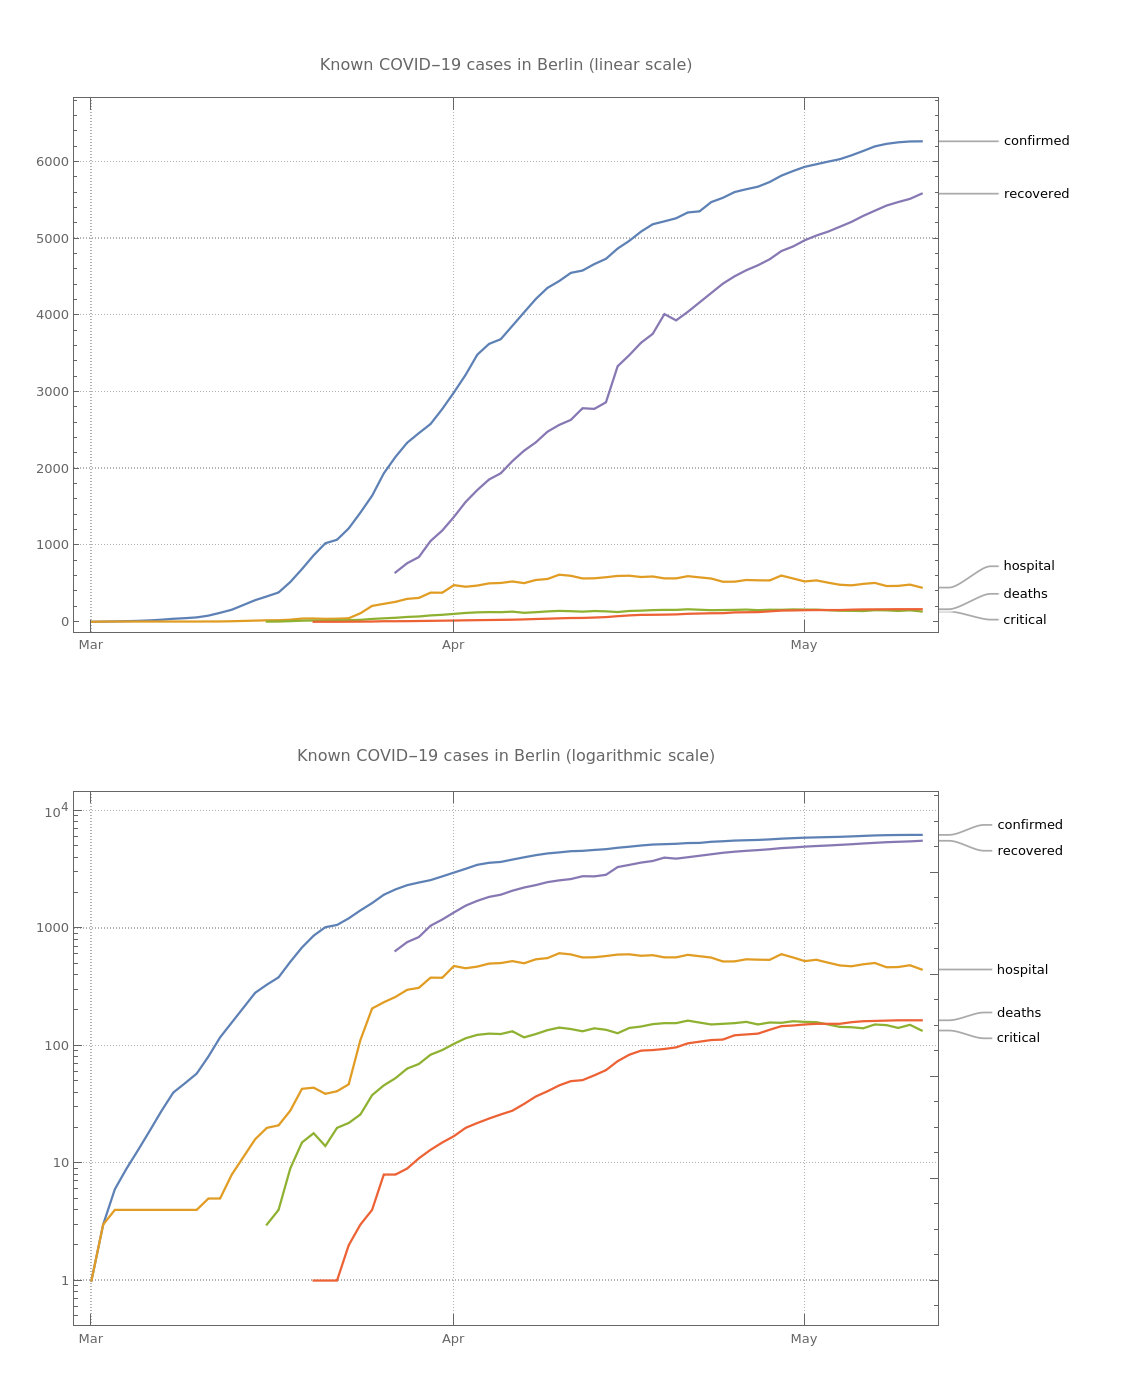 Known COVID‒19 cases in Berlin (linear scale)
confirmed
6000
recovered
5000
4000
3000
2000
1000
hospital
deaths
0
critical
Mar Apr May
Known COVID‒19 cases in Berlin (logarithmic scale)
10^4
confirmed
recovered
1000
hospital
deaths
critical
100
10
1
Mar Apr May